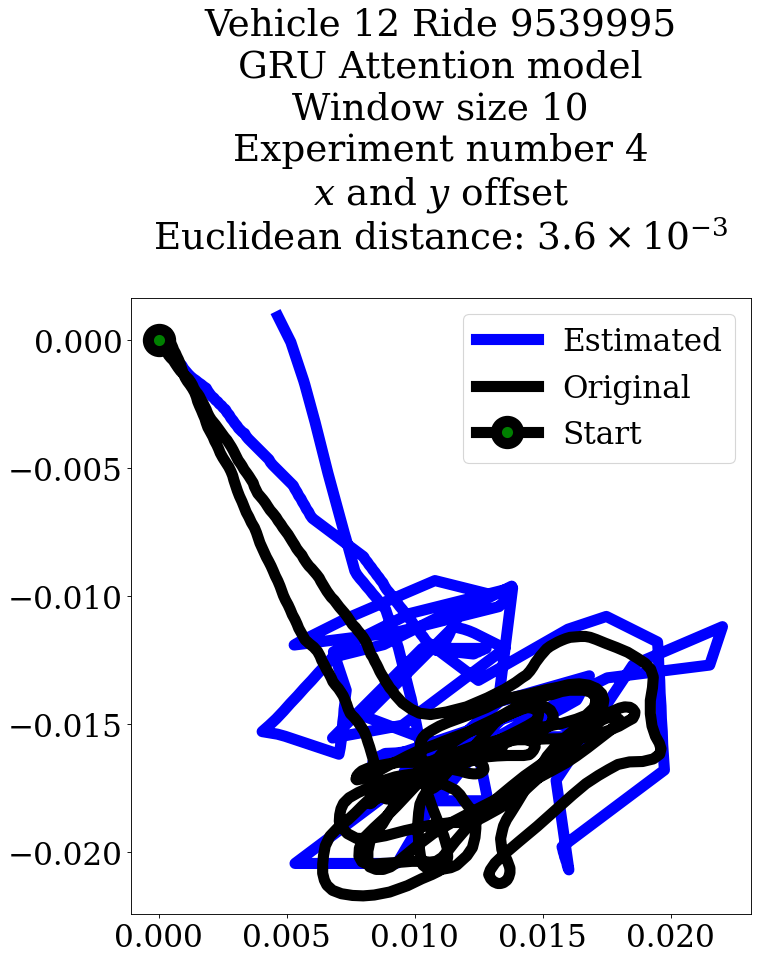 Vehicle 12 Ride 9539995
GRU Attention model
Window size 10
Experiment number 4
x and y offset
Euclidean distance: 3.6 × 10⁻³
Estimated
Original
Start
0.000
−0.005
−0.010
−0.015
−0.020
0.000 0.005 0.010 0.015 0.020